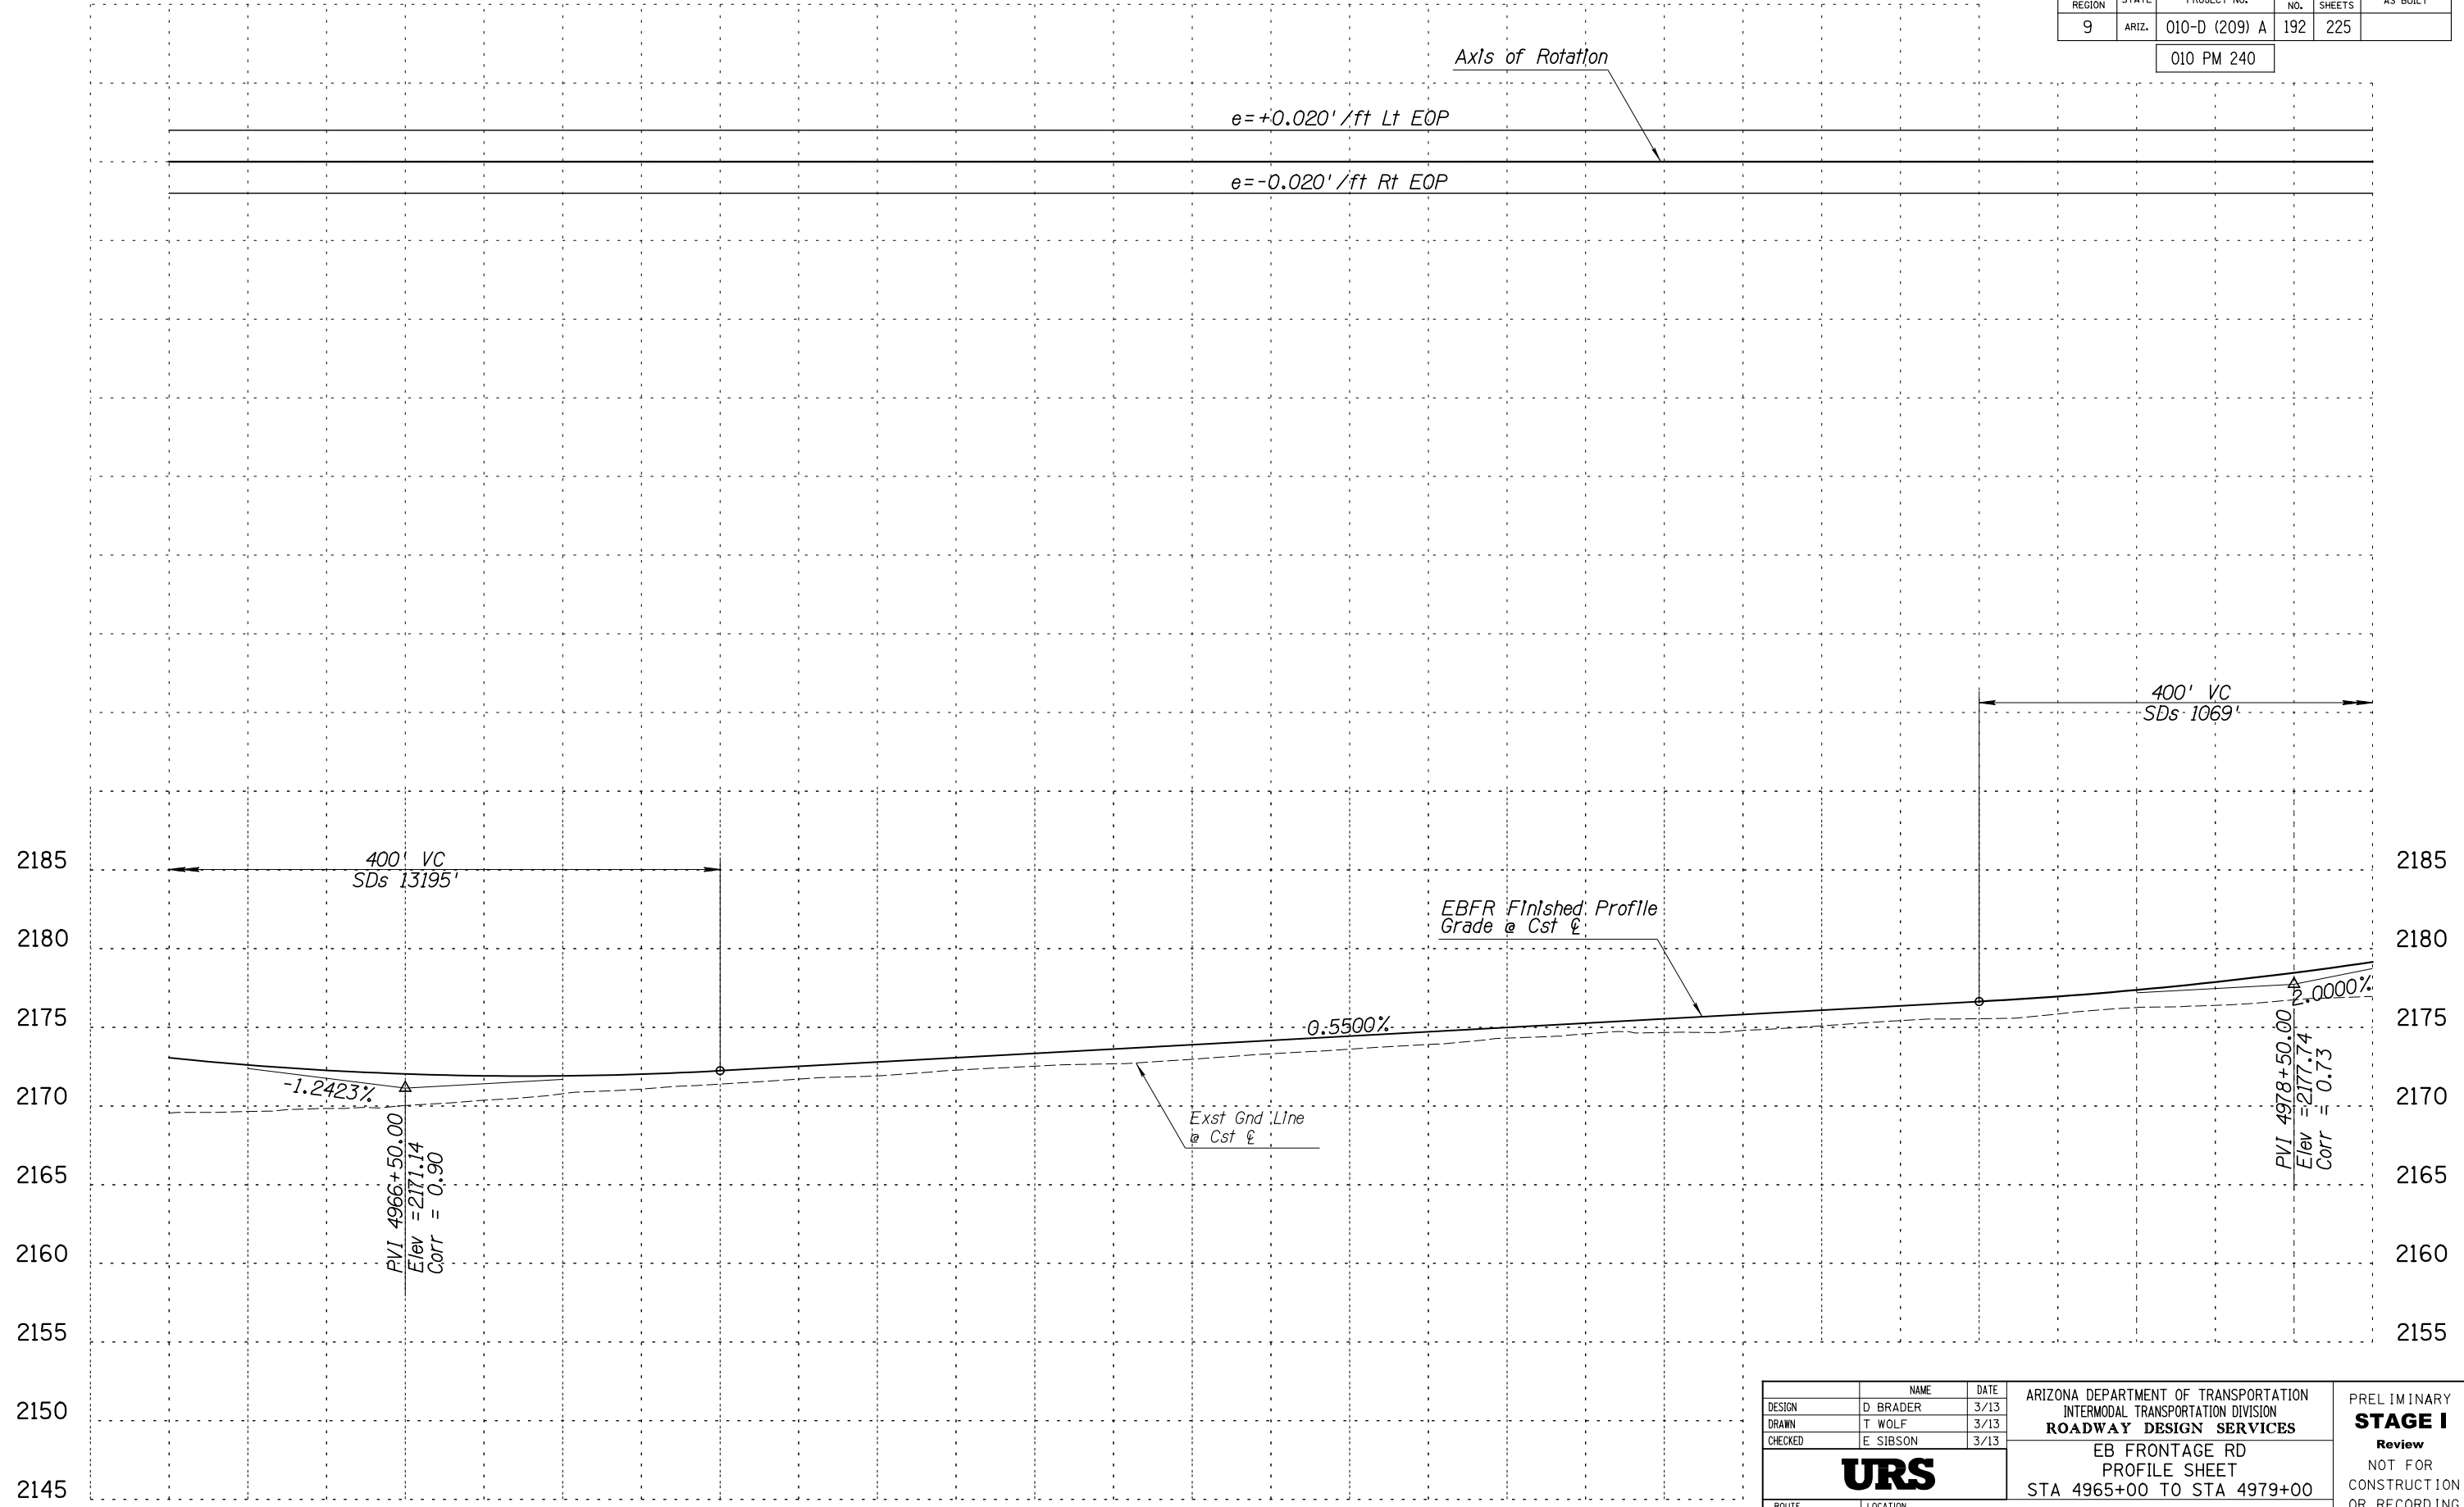 REGION STATE PROJECT NO. NO. SHEETS AS BUILT
9 ARIZ. 010-D (209) A 192 225
010 PM 240
Axis of Rotation
e=+0.020'/ft Lt EOP
e=-0.020'/ft Rt EOP
400' VC
SDs 1069'
400' VC
SDs 13195'
2185 2185
EBFR Finished Profile
Grade @ Cst ℄
2180 2180
2.0000%
2175 0.5500% 2175
-1.2423%
2170 2170
Exst Gnd Line
@ Cst ℄
PVI 4966+50.00
Elev =2171.14
Corr = 0.90
PVI 4978+50.00
Elev =2177.74
Corr = 0.73
2165 2165
2160 2160
2155 2155
2150
2145
NAME DATE
DESIGN D BRADER 3/13
DRAWN T WOLF 3/13
CHECKED E SIBSON 3/13
URS
ROUTE LOCATION
ARIZONA DEPARTMENT OF TRANSPORTATION
INTERMODAL TRANSPORTATION DIVISION
ROADWAY DESIGN SERVICES
EB FRONTAGE RD
PROFILE SHEET
STA 4965+00 TO STA 4979+00
PRELIMINARY
STAGE I
Review
NOT FOR
CONSTRUCTION
OR RECORDING